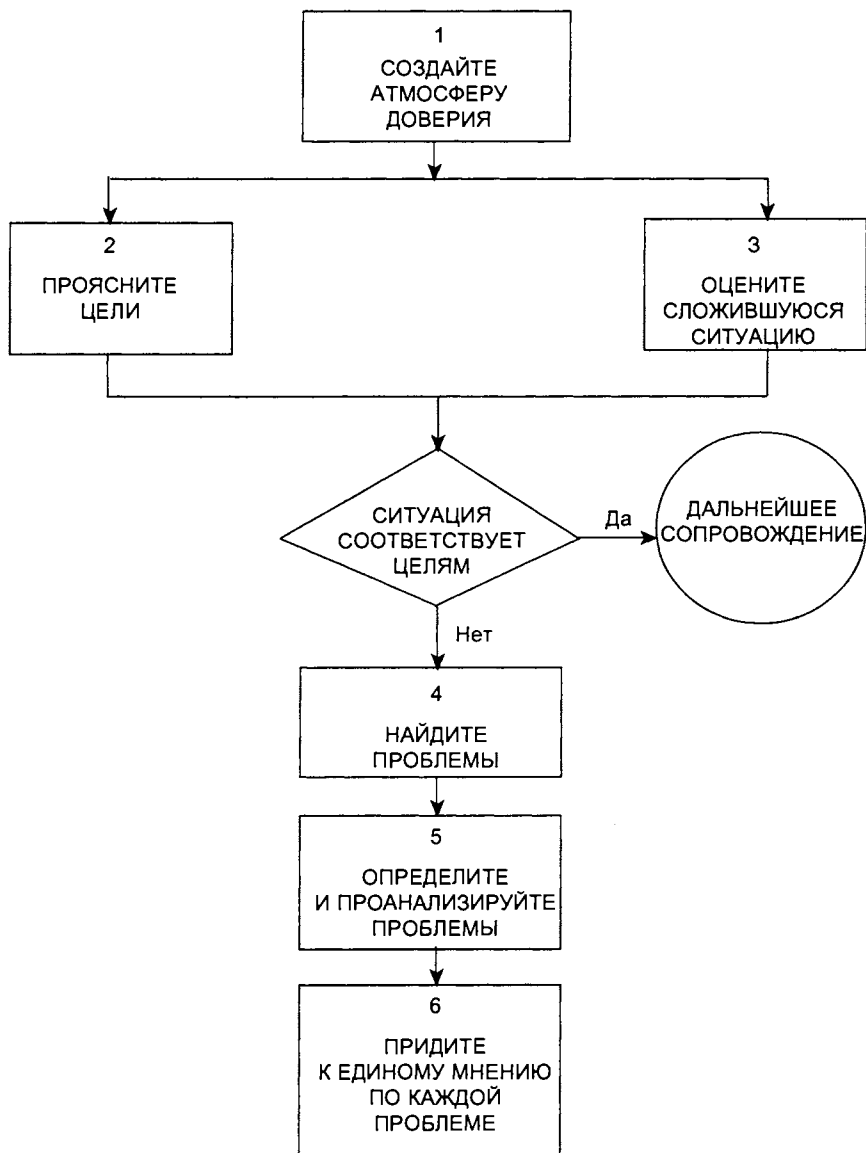 1
СОЗДАЙТЕ
АТМОСФЕРУ
ДОВЕРИЯ
2
ПРОЯСНИТЕ
ЦЕЛИ
3
ОЦЕНИТЕ
СЛОЖИВШУЮСЯ
СИТУАЦИЮ
СИТУАЦИЯ
СООТВЕТСТВУЕТ
ЦЕЛЯМ
Да
ДАЛЬНЕЙШЕЕ
СОПРОВОЖДЕНИЕ
Нет
4
НАЙДИТЕ
ПРОБЛЕМЫ
5
ОПРЕДЕЛИТЕ
И ПРОАНАЛИЗИРУЙТЕ
ПРОБЛЕМЫ
6
ПРИДИТЕ
К ЕДИНОМУ МНЕНИЮ
ПО КАЖДОЙ
ПРОБЛЕМЕ